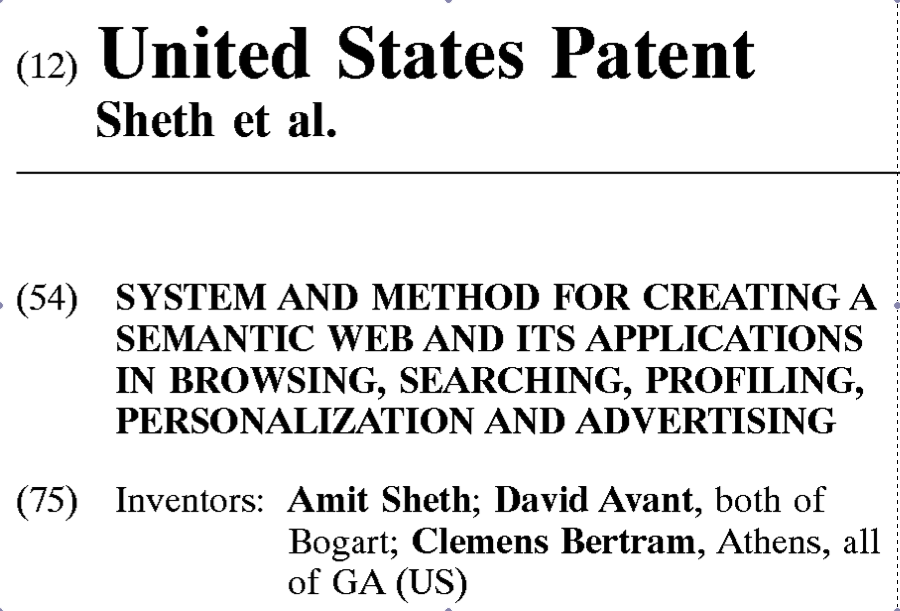 (12) United States Patent
Sheth et al.
(54) SYSTEM AND METHOD FOR CREATING A
SEMANTIC WEB AND ITS APPLICATIONS
IN BROWSING, SEARCHING, PROFILING,
PERSONALIZATION AND ADVERTISING
(75) Inventors: Amit Sheth; David Avant, both of
Bogart; Clemens Bertram, Athens, all
of GA (US)